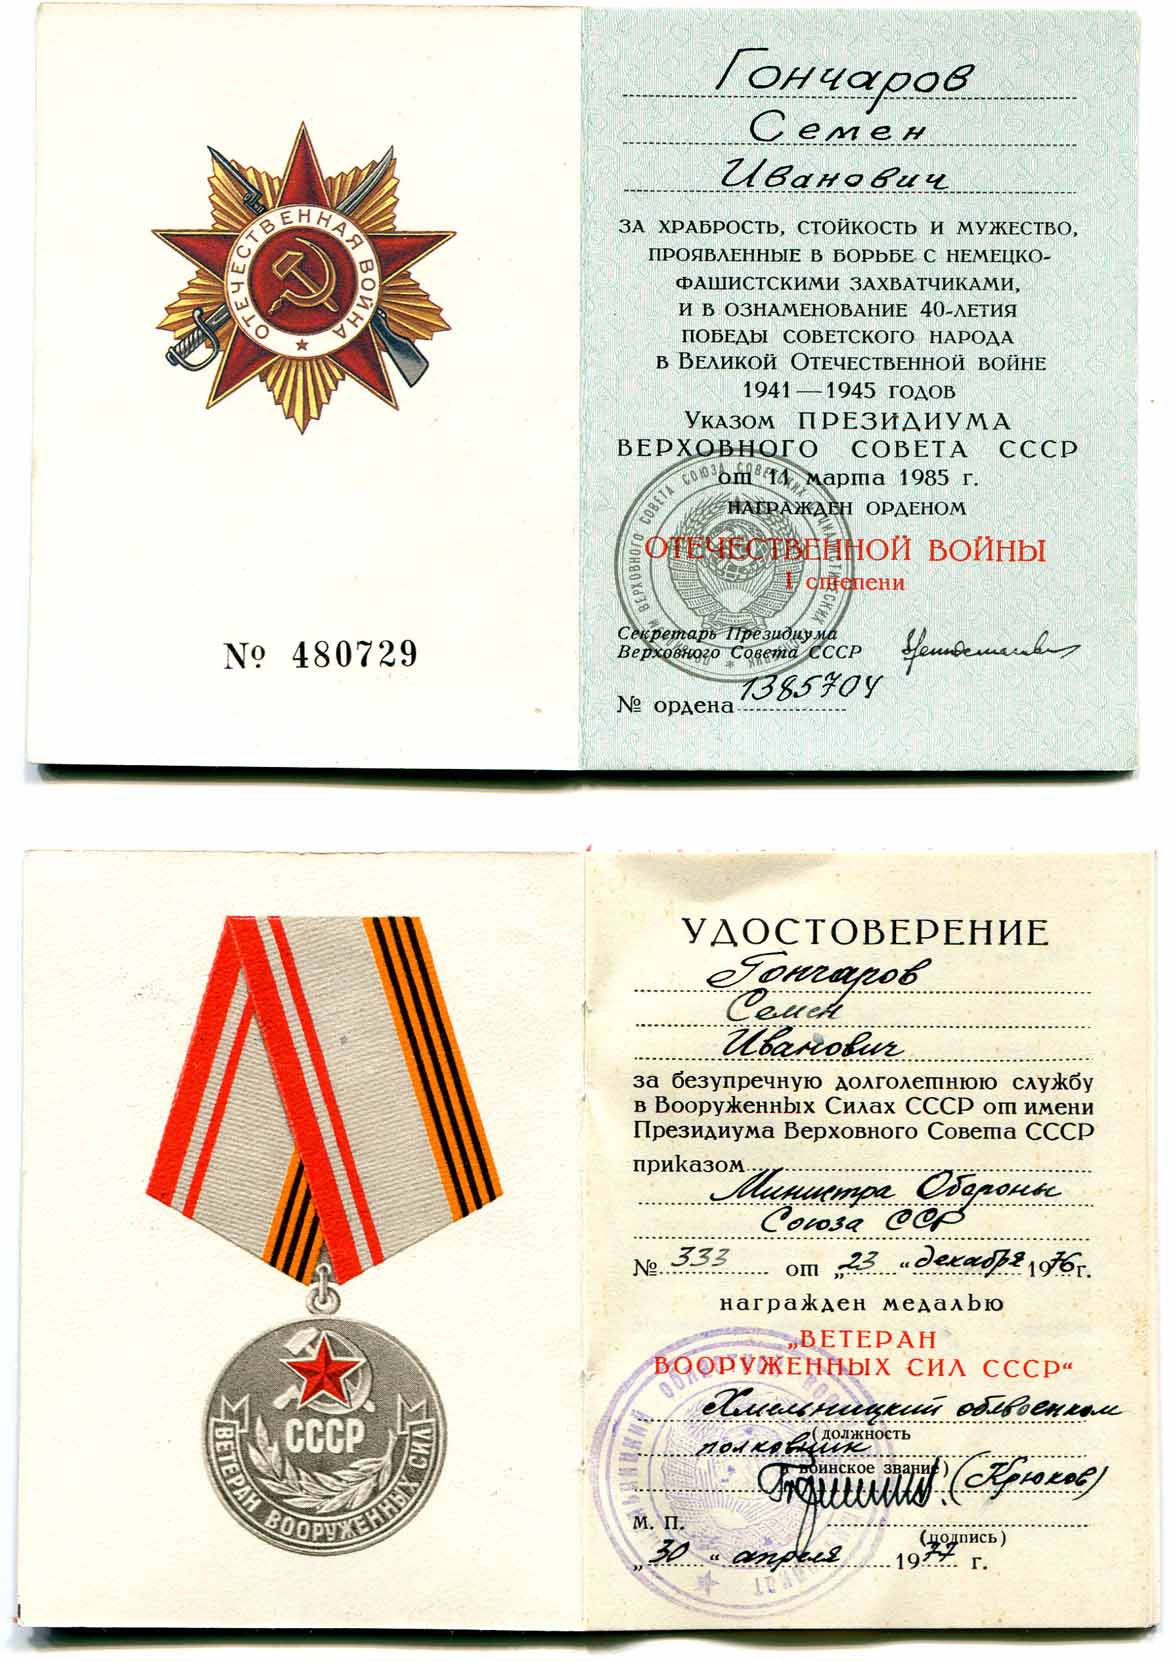 ОТЕЧЕСТВЕННАЯ ВОЙНА
№ 480729
Гончаров
Семен
Иванович
ЗА ХРАБРОСТЬ, СТОЙКОСТЬ И МУЖЕСТВО,
ПРОЯВЛЕННЫЕ В БОРЬБЕ С НЕМЕЦКО-
ФАШИСТСКИМИ ЗАХВАТЧИКАМИ,
И В ОЗНАМЕНОВАНИЕ 40-ЛЕТИЯ
ПОБЕДЫ СОВЕТСКОГО НАРОДА
В ВЕЛИКОЙ ОТЕЧЕСТВЕННОЙ ВОЙНЕ
1941—1945 ГОДОВ
УКАЗОМ ПРЕЗИДИУМА
ВЕРХОВНОГО СОВЕТА СССР
от 11 марта 1985 г.
НАГРАЖДЕН ОРДЕНОМ
ОТЕЧЕСТВЕННОЙ ВОЙНЫ
I степени
Секретарь Президиума
Верховного Совета СССР
№ ордена 1385704
СССР
ВЕТЕРАН ВООРУЖЕННЫХ СИЛ
УДОСТОВЕРЕНИЕ
Гончаров
Семен
Иванович
за безупречную долголетнюю службу
в Вооруженных Силах СССР от имени
Президиума Верховного Совета СССР
приказом
Министра Обороны
Союза ССР
№ 333 от „23“ декабря 1976 г.
награжден медалью
„ВЕТЕРАН
ВООРУЖЕННЫХ СИЛ СССР“
Хмельницкий облвоенком
(должность
полковник
воинское звание)
(Крюков)
М. П.
(подпись)
„30“ апреля 1977 г.